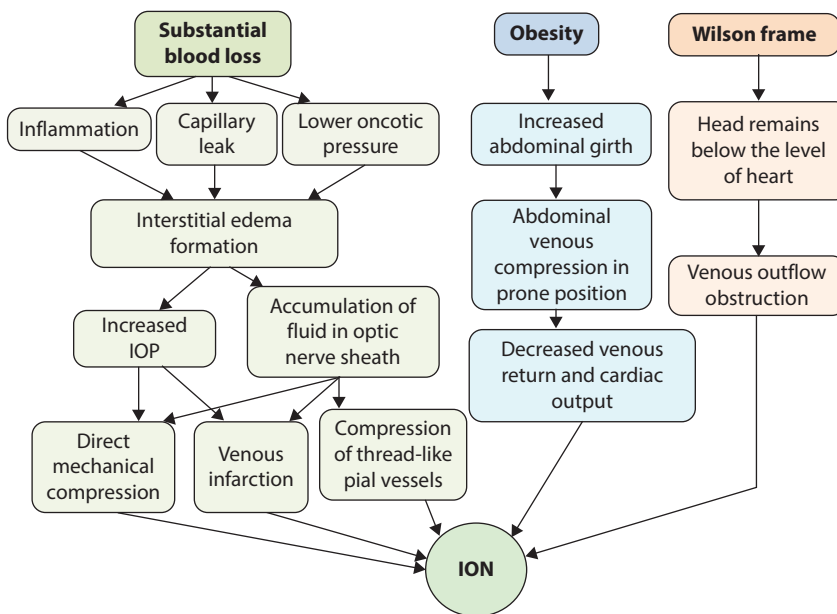 Substantial
blood loss
Obesity
Wilson frame
Inflammation
Capillary
leak
Lower oncotic
pressure
Increased
abdominal girth
Head remains
below the level
of heart
Interstitial edema
formation
Abdominal
venous
compression in
prone position
Venous outflow
obstruction
Increased
IOP
Accumulation of
fluid in optic
nerve sheath
Decreased venous
return and cardiac
output
Direct
mechanical
compression
Venous
infarction
Compression
of thread-like
pial vessels
ION